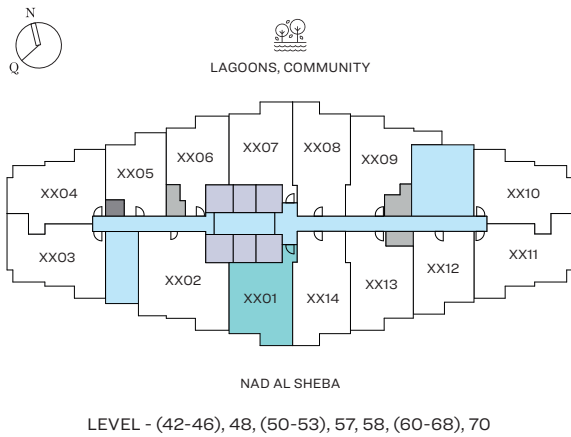 N
Q
LAGOONS, COMMUNITY
XX07 XX08
XX06 XX09
XX05
XX04 XX10
XX03 XX11
XX02 XX12
XX01 XX14 XX13
NAD AL SHEBA
LEVEL - (42-46), 48, (50-53), 57, 58, (60-68), 70